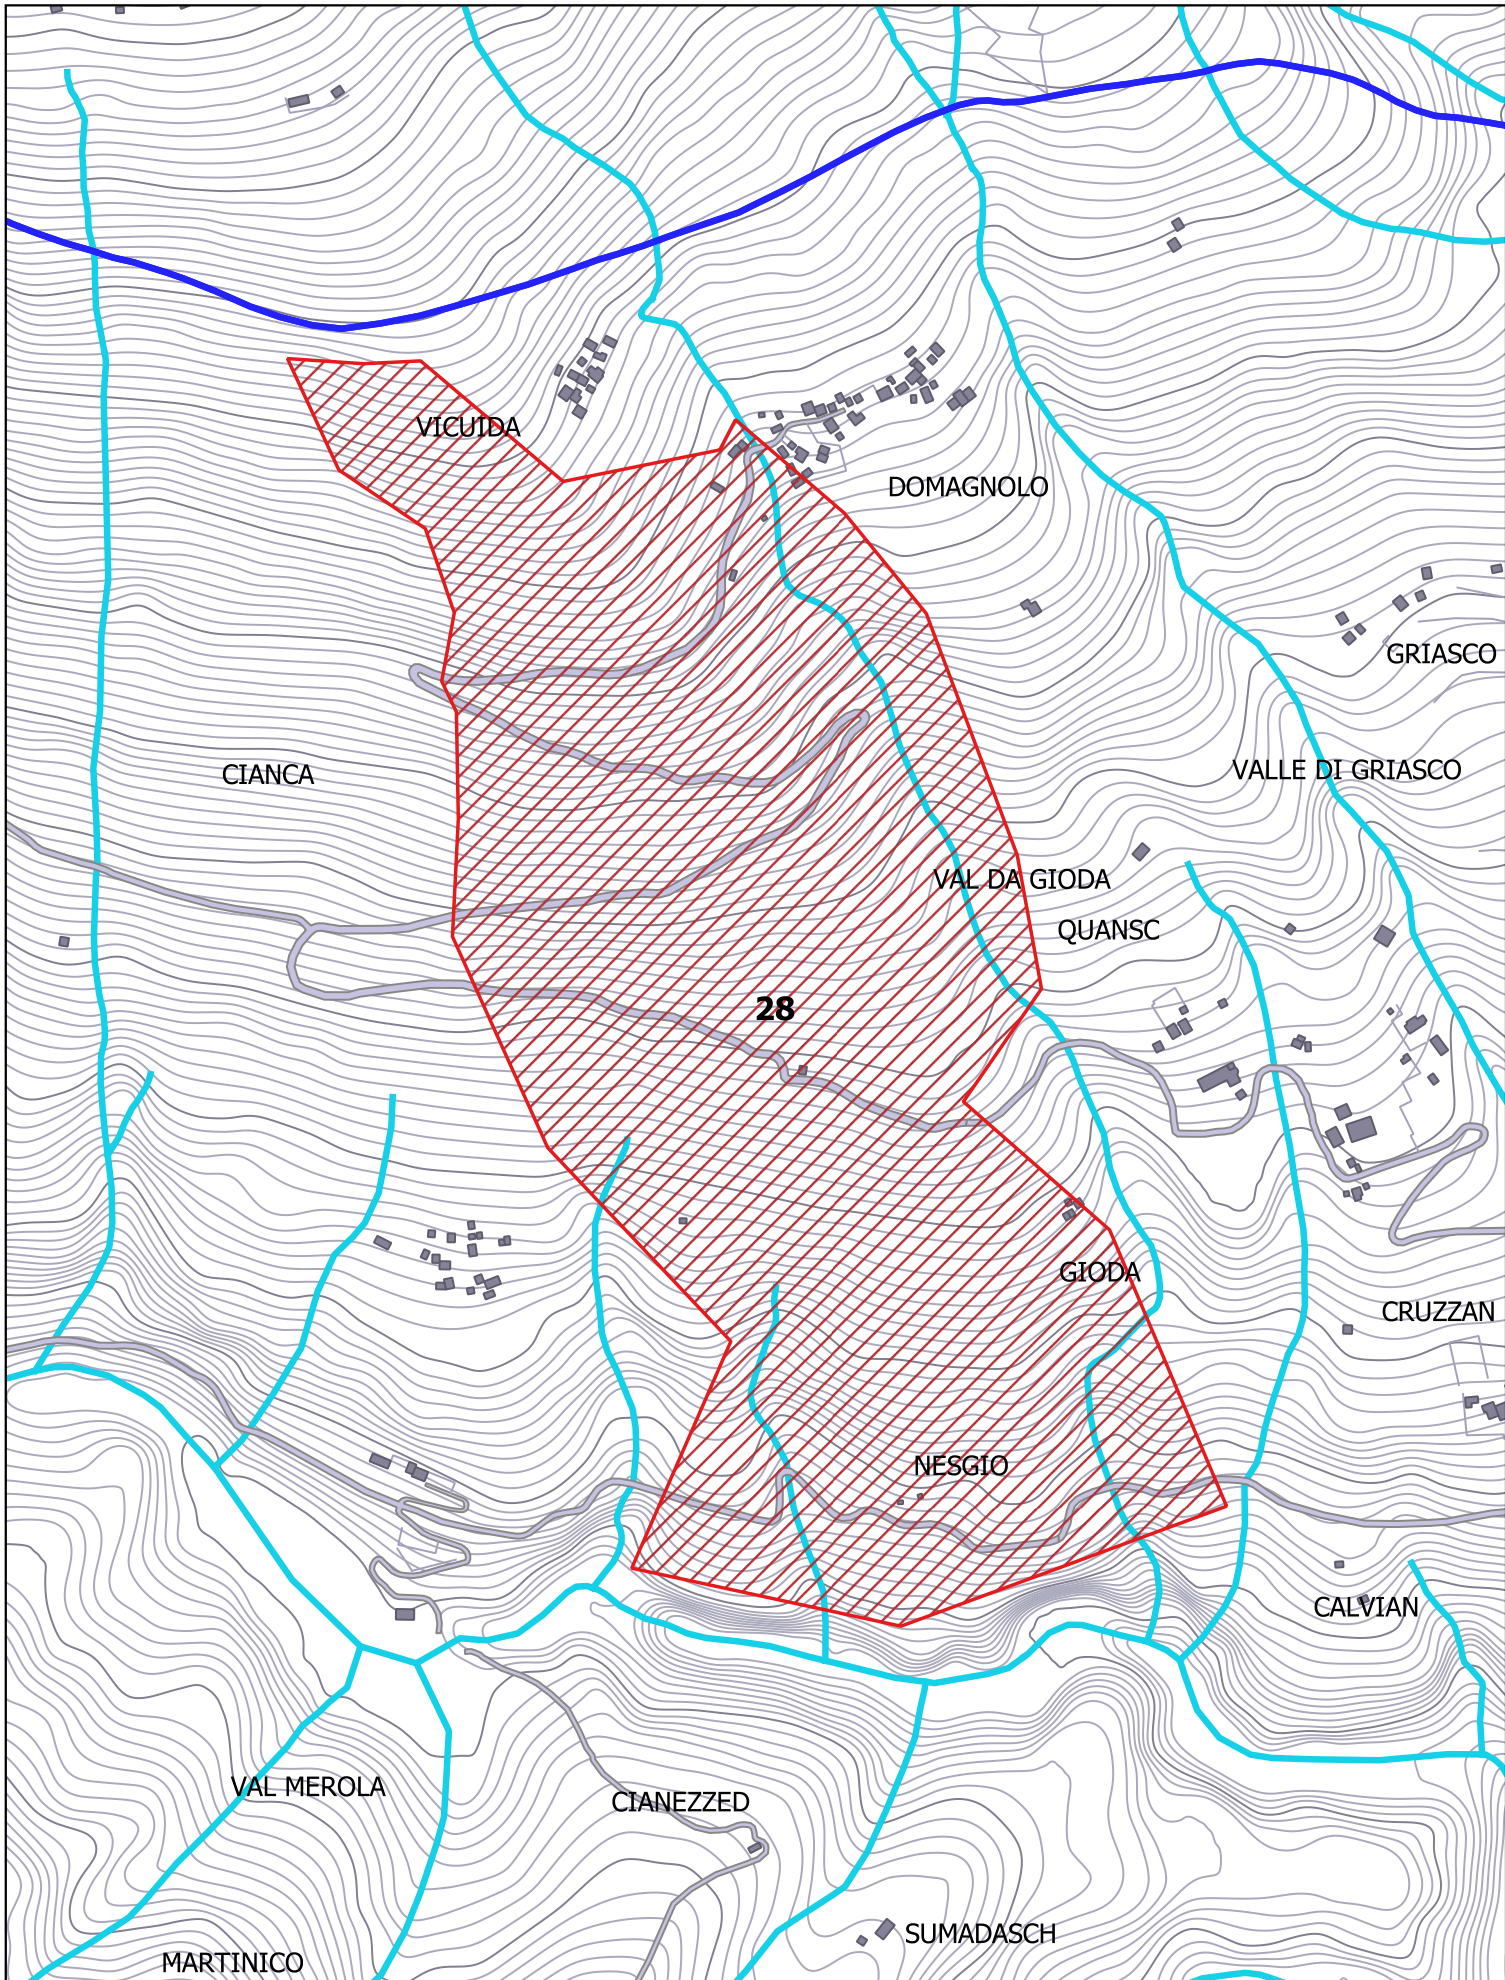 VICUIDA
DOMAGNOLO
GRIASCO
CIANCA
VALLE DI GRIASCO
VAL DA GIODA
QUANSC
28
GIODA
CRUZZAN
NESGIO
CALVIAN
VAL MEROLA
CIANEZZED
SUMADASCH
MARTINICO